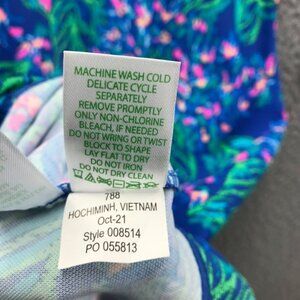 MACHINE WASH COLD
DELICATE CYCLE
SEPARATELY
REMOVE PROMPTLY
ONLY NON-CHLORINE
BLEACH, IF NEEDED
DO NOT WRING OR TWIST
BLOCK TO SHAPE
LAY FLAT TO DRY
DO NOT IRON
DO NOT DRY CLEAN
788
HOCHIMINH, VIETNAM
Oct-21
Style 008514
PO 055813